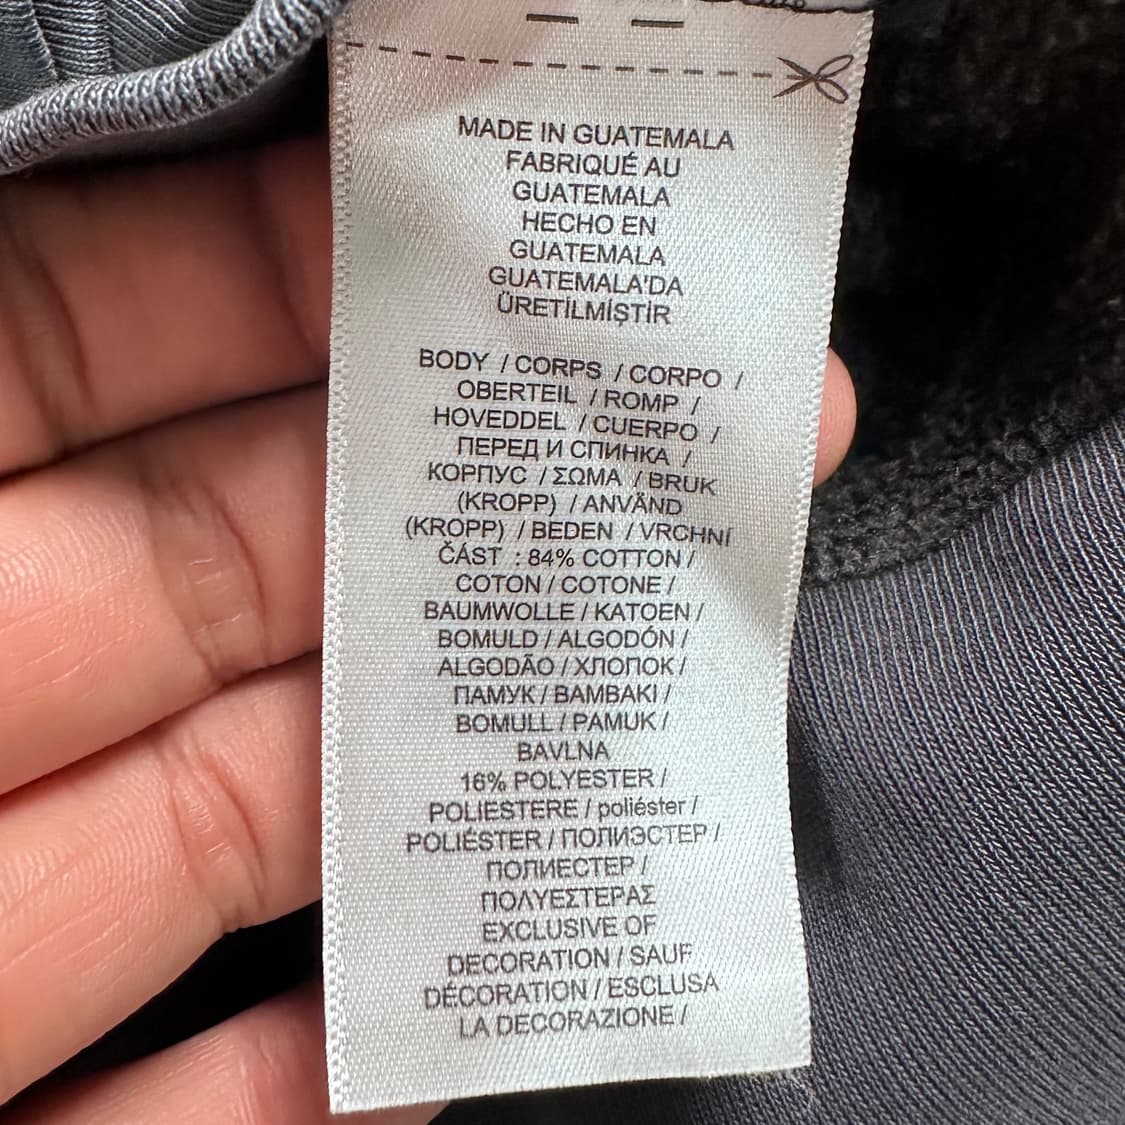 MADE IN GUATEMALA
FABRIQUÉ AU
GUATEMALA
HECHO EN
GUATEMALA
GUATEMALA'DA
ÜRETİLMİŞTİR
BODY / CORPS / CORPO /
OBERTEIL / ROMP /
HOVEDDEL / CUERPO /
ПЕРЕД И СПИНКА /
КОРПУС / ΣΩΜΑ / BRUK
(KROPP) / ANVÄND
(KROPP) / BEDEN / VRCHNÍ
ČÁST : 84% COTTON /
COTON / COTONE /
BAUMWOLLE / KATOEN /
BOMULD / ALGODÓN /
ALGODÃO / ХЛОПОК /
ПАМУК / BAMBAKI /
BOMULL / PAMUK /
BAVLNA
16% POLYESTER /
POLIESTERE / poliéster /
POLIÉSTER / ПОЛИЭСТЕР /
ПОЛИЕСТЕР /
ΠΟΛΥΕΣΤΕΡΑΣ
EXCLUSIVE OF
DECORATION / SAUF
DÉCORATION / ESCLUSA
LA DECORAZIONE /